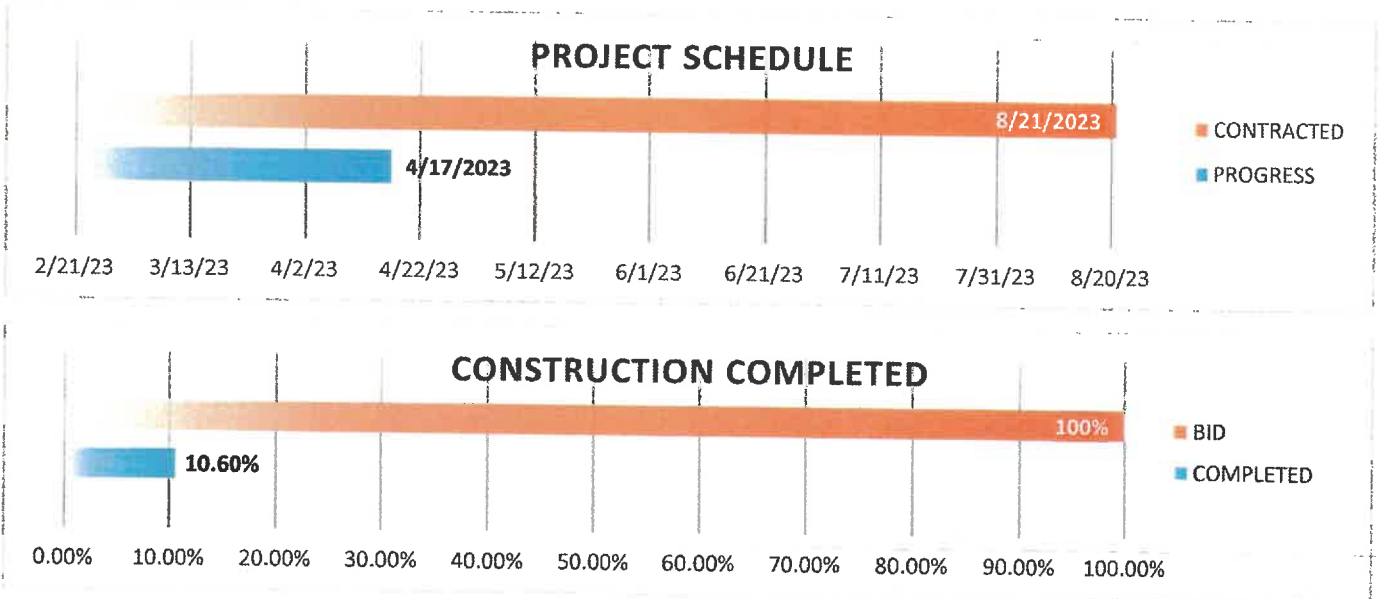 PROJECT SCHEDULE
8/21/2023
CONTRACTED
4/17/2023
PROGRESS
2/21/23 3/13/23 4/2/23 4/22/23 5/12/23 6/1/23 6/21/23 7/11/23 7/31/23 8/20/23
CONSTRUCTION COMPLETED
100%
BID
10.60%
COMPLETED
0.00% 10.00% 20.00% 30.00% 40.00% 50.00% 60.00% 70.00% 80.00% 90.00% 100.00%